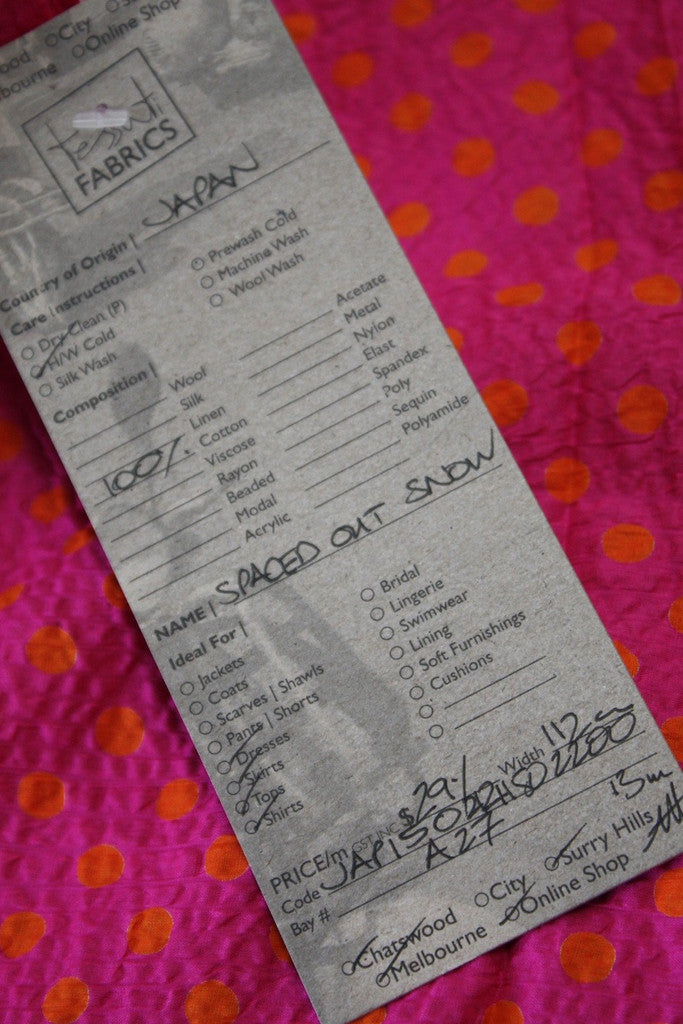 City
Online Shop
bourne
tessuti
FABRICS
Country of Origin | JAPAN
Care Instructions |
Dry Clean (P)
H/W Cold
Silk Wash
Prewash Cold
Machine Wash
Wool Wash
Composition |
Woof
Silk
Linen
100% Cotton
Viscose
Rayon
Beaded
Modal
Acrylic
Acetate
Metal
Nylon
Elast
Spandex
Poly
Sequin
Polyamide
NAME | SPACED OUT SNOW
Ideal For |
Jackets
Coats
Scarves | Shawls
Pants | Shorts
Dresses
Skirts
Tops
Shirts
Bridal
Lingerie
Swimwear
Lining
Soft Furnishings
Cushions
PRICE/m $29.- Width 112
Code
Bay # A27 13m
Chatswood City Surry Hills
Melbourne Online Shop